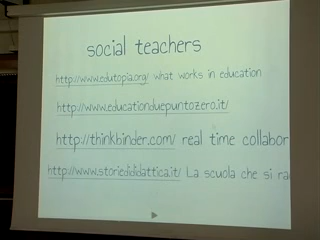 social teachers
http://www.edutopia.org/ what works in education
http://www.educationduepuntozero.it/
http://thinkbinder.com/ real time collabor
http://www.storiedididattica.it/ La scuola che si ra